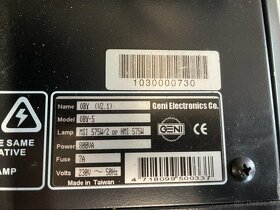 1030000730
Name OBY (V2.1) Geni Electronics Co.
Model OBY-5
Lamp MSI 575W/2 or HMI 575W
GENI
CE
Power 800VA
Fuse 7A
Volts 230V ~ 50Hz
Made in Taiwan
4 718099 500337
E SAME
ATIVE
AMP